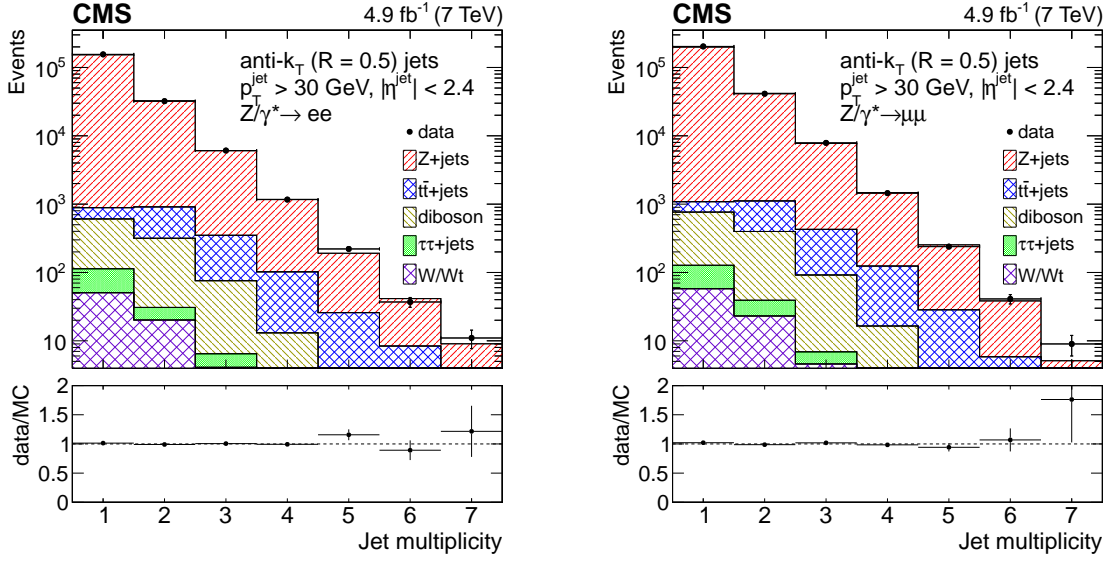 CMS 4.9 fb⁻¹ (7 TeV)
Events
10⁵
10⁴
10³
10²
10
anti-k_T (R = 0.5) jets
p_T^jet > 30 GeV, |η^jet| < 2.4
Z/γ*→ ee
data
Z+jets
tt̄+jets
diboson
ττ+jets
W/Wt
data/MC
2
1.5
1
0.5
0
1 2 3 4 5 6 7
Jet multiplicity
CMS 4.9 fb⁻¹ (7 TeV)
Events
10⁵
10⁴
10³
10²
10
anti-k_T (R = 0.5) jets
p_T^jet > 30 GeV, |η^jet| < 2.4
Z/γ*→μμ
data
Z+jets
tt̄+jets
diboson
ττ+jets
W/Wt
data/MC
2
1.5
1
0.5
0
1 2 3 4 5 6 7
Jet multiplicity